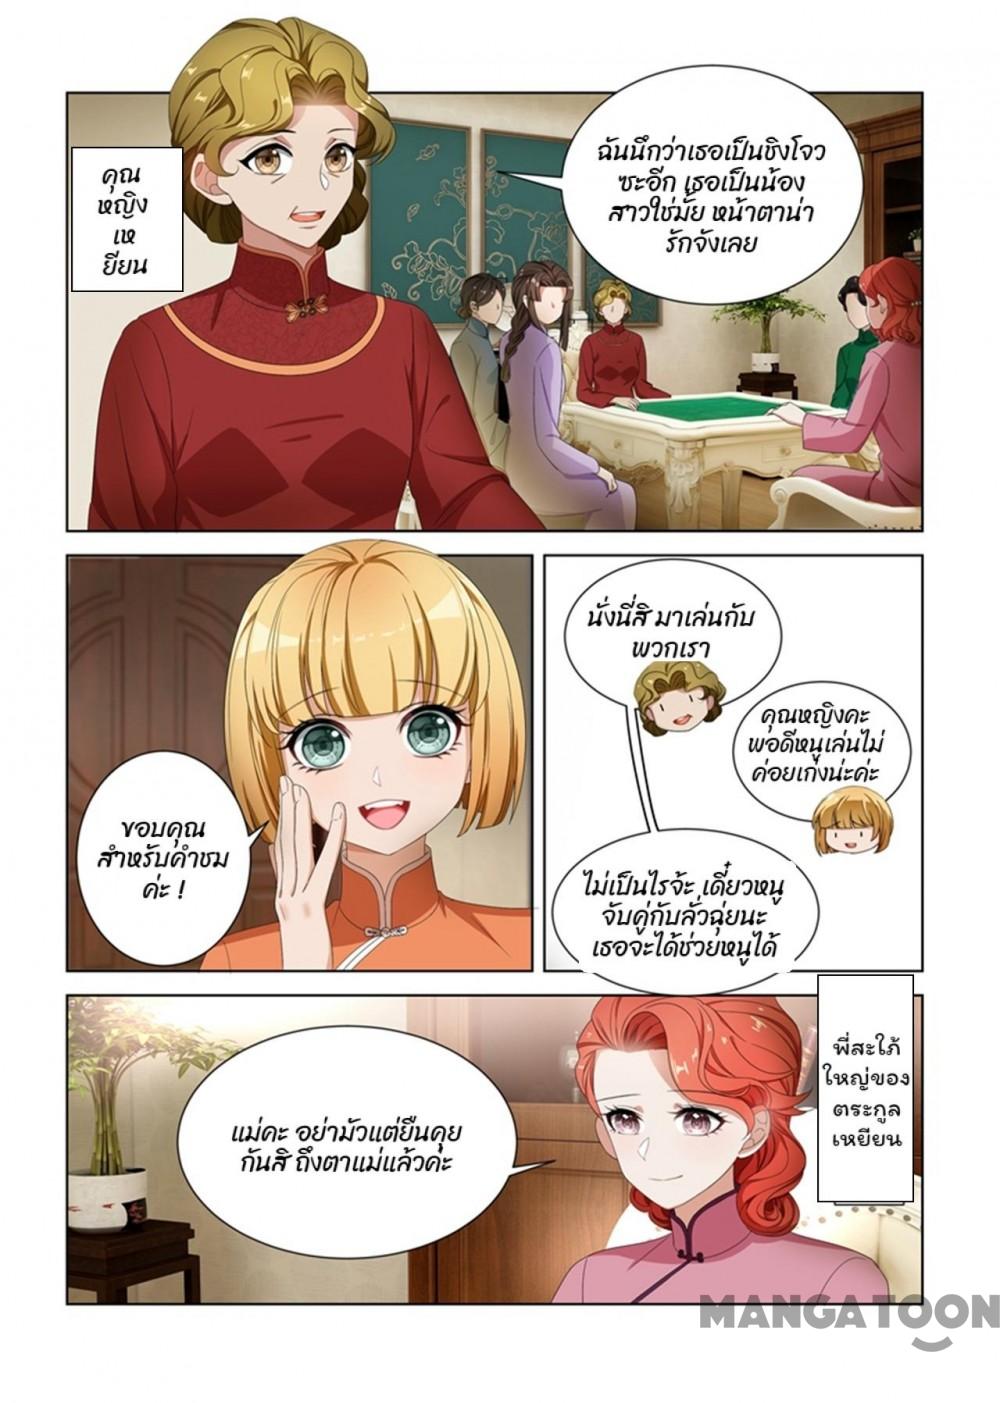 คุณ
หญิง
เห
ยียน
ฉันนึกว่าเธอเป็นชิงโจว
ซะอีก เธอเป็นน้อง
สาวใช่มั้ย หน้าตาน่า
รักจังเลย
ขอบคุณ
สำหรับคำชม
ค่ะ !
นั่งนี่สิ มาเล่นกับ
พวกเรา
คุณหญิงคะ
พอดีหนูเล่นไม่
ค่อยเก่งน่ะค่ะ
ไม่เป็นไรจ้ะ เดี๋ยวหนู
จับคู่กับลั่วฉุ่ยนะ
เธอจะได้ช่วยหนูได้
พี่สะใภ้
ใหญ่ของ
ตระกูล
เหยียน
แม่คะ อย่ามัวแต่ยืนคุย
กันสิ ถึงตาแม่แล้วค่ะ
MANGATOON